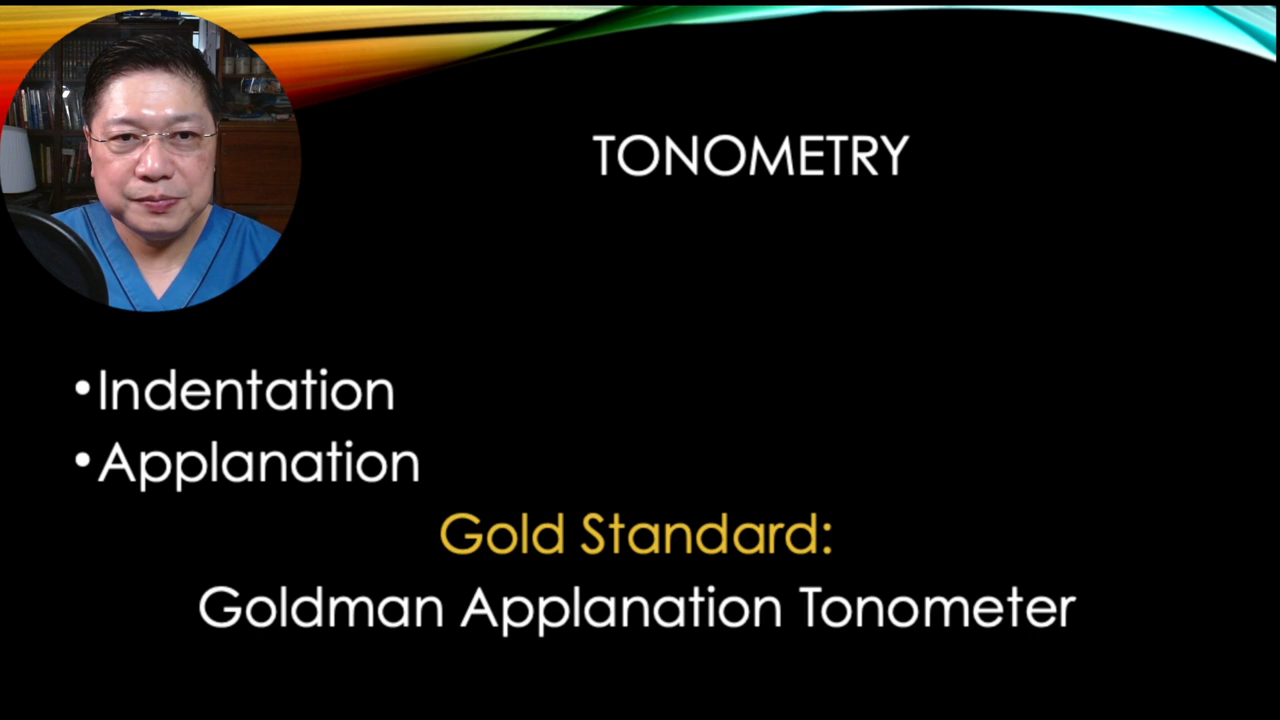 TONOMETRY
•Indentation
•Applanation
Gold Standard:
Goldman Applanation Tonometer